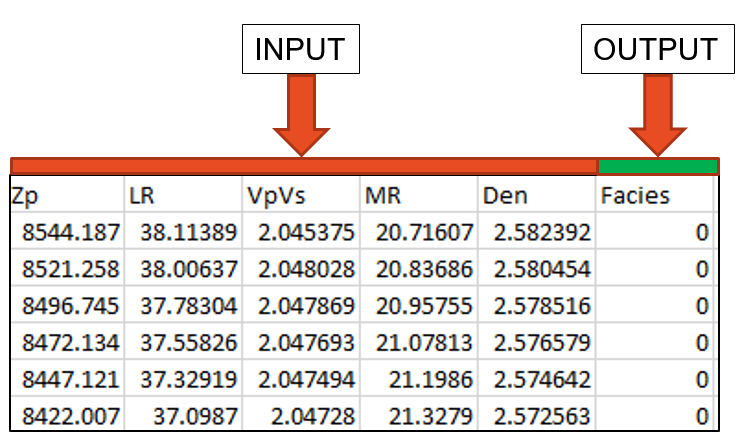 INPUT OUTPUT
Zp LR VpVs MR Den Facies
8544.187 38.11389 2.045375 20.71607 2.582392 0
8521.258 38.00637 2.048028 20.83686 2.580454 0
8496.745 37.78304 2.047869 20.95755 2.578516 0
8472.134 37.55826 2.047693 21.07813 2.576579 0
8447.121 37.32919 2.047494 21.1986 2.574642 0
8422.007 37.0987 2.04728 21.3279 2.572563 0